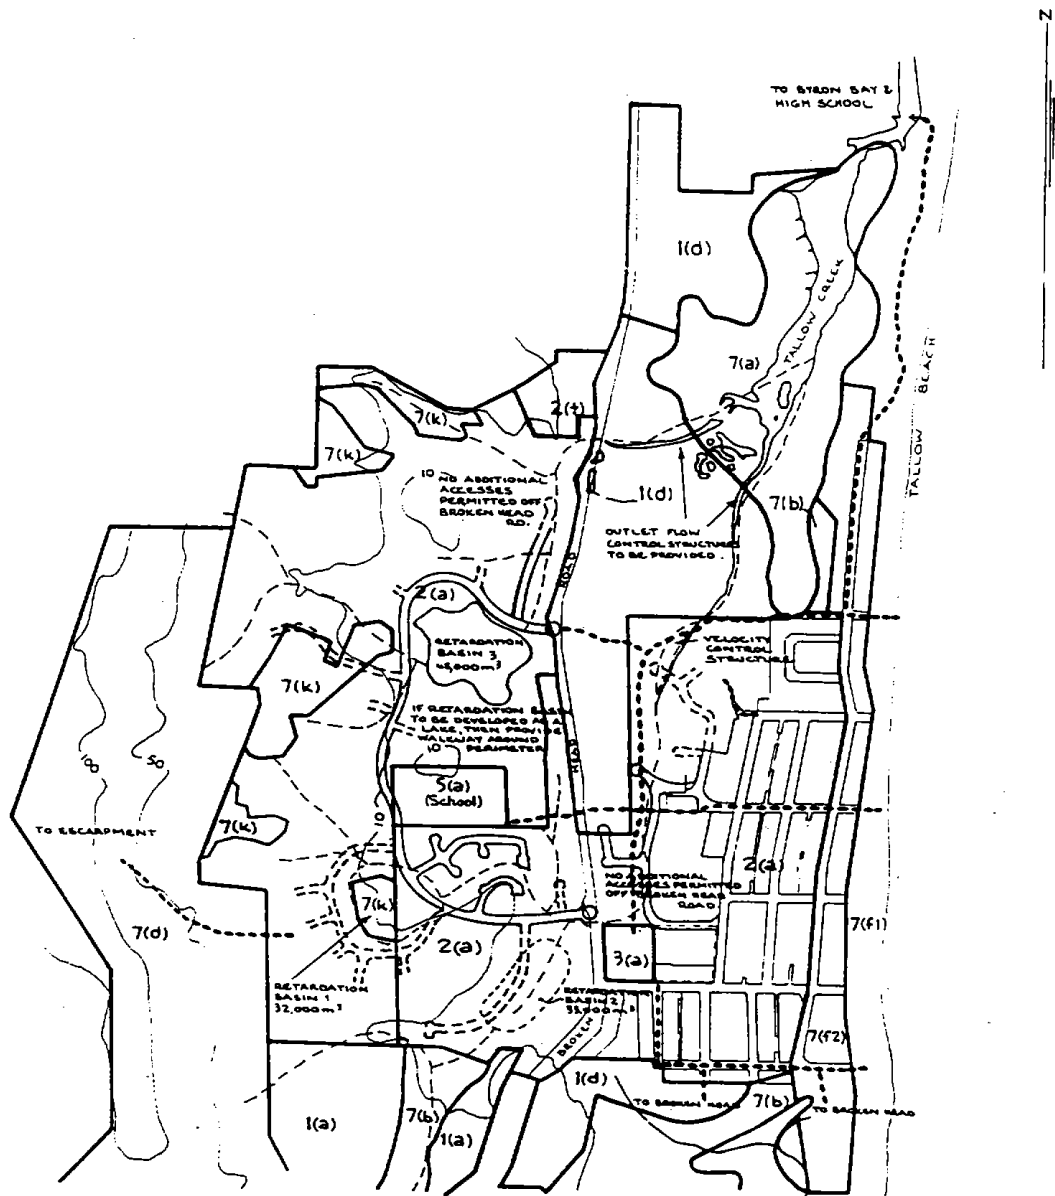 N
TO BYRON BAY &
HIGH SCHOOL
1(d)
TALLOW CREEK
7(a)
TALLOW BEACH
7(k)
2(t)
7(k)
10
NO ADDITIONAL
ACCESSES
PERMITTED OFF
BROKEN HEAD
RD.
1(d)
7(b)
OUTLET FLOW
CONTROL STRUCTURES
TO BE PROVIDED
ROAD
2(a)
RETARDATION
BASIN 3
m³
VELOCITY
CONTROL
STRUCTURE
7(k)
IF RETARDATION BASIN
TO BE DEVELOPED AS A
LAKE, THEN PROVIDE
WALKWAY AROUND
10 PERIMETER
HEAD
100
50
5(a)
(School)
10
7(k)
TO ESCARPMENT
2(a)
NO ADDITIONAL
ACCESSES PERMITTED
OFF BROKEN HEAD
ROAD
7(k)
7(d)
2(a)
7(f1)
3(a)
RETARDATION
BASIN 1
32,000m³
RETARDATION
BASIN 2
m³
BROKEN
7(f2)
1(d)
TO BROKEN HEAD
7(b)
TO BROKEN HEAD
1(a)
7(b)
1(a)